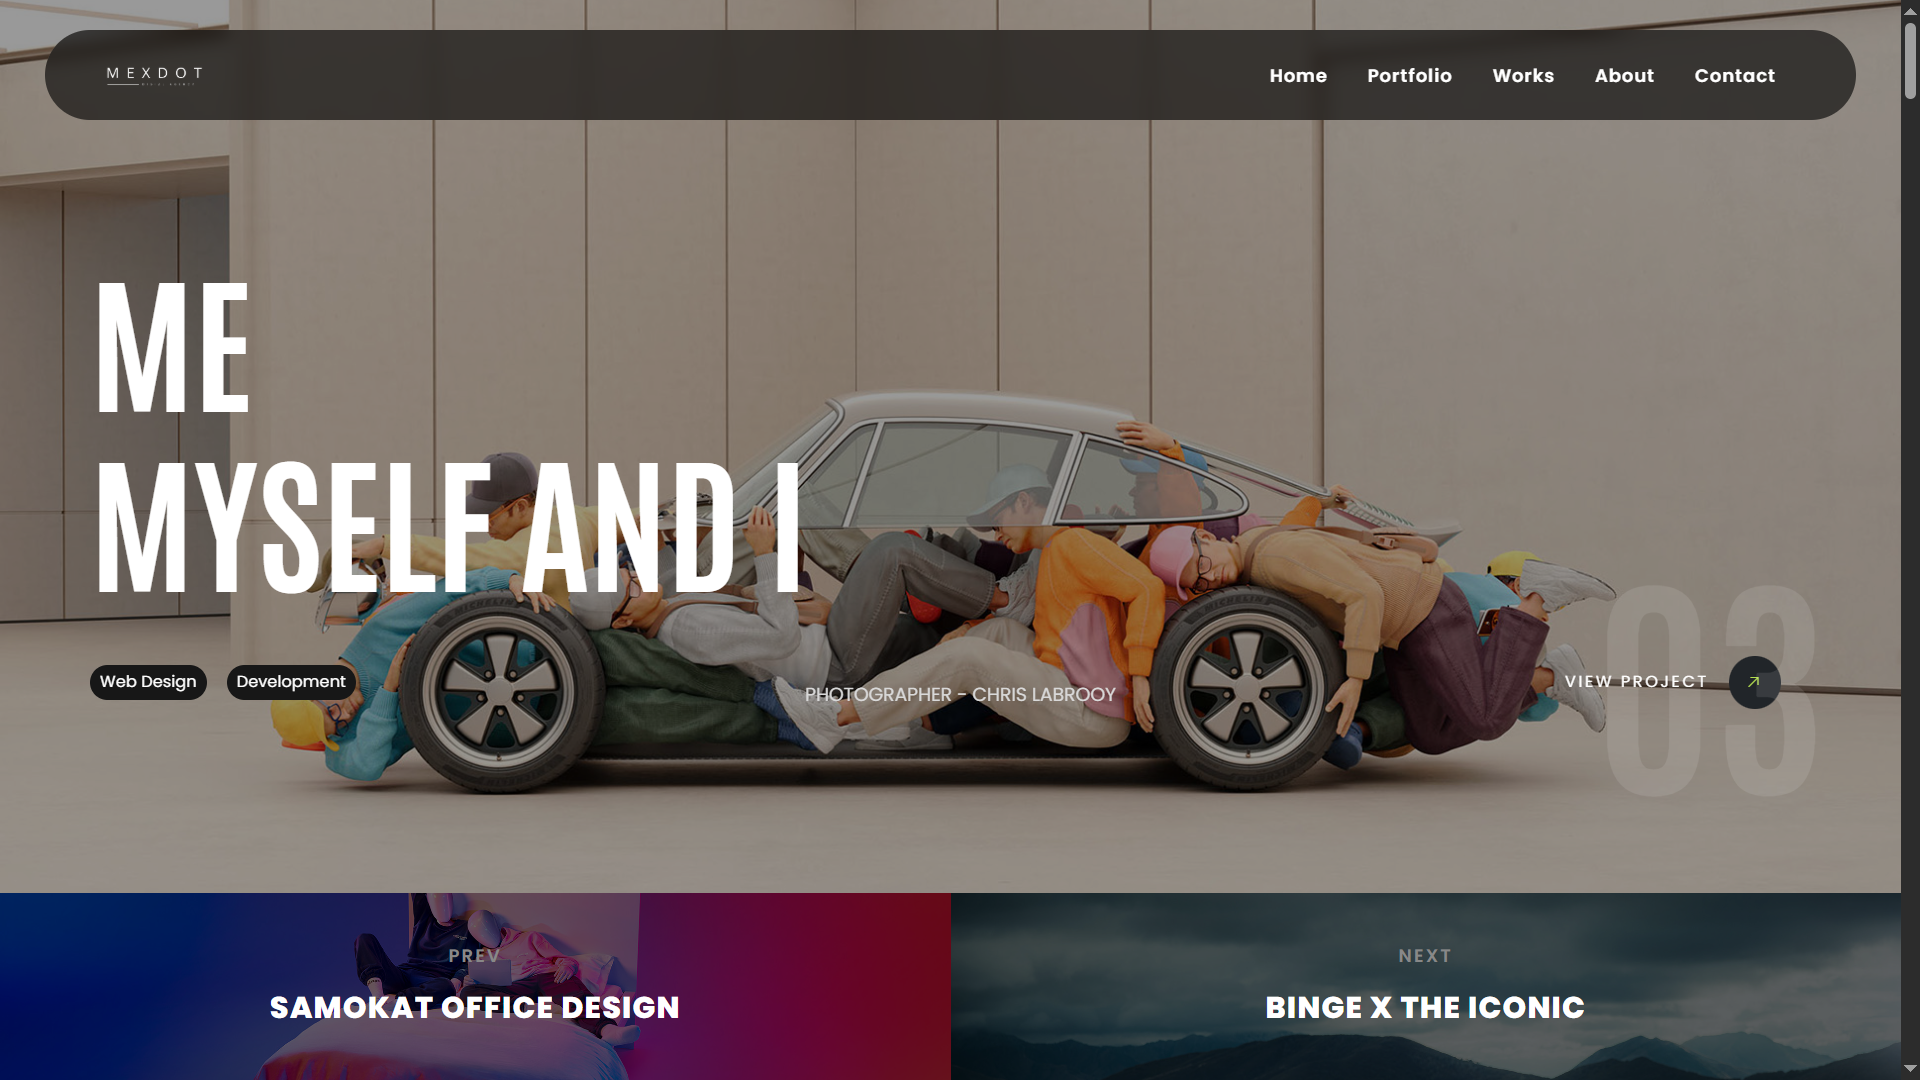 MEXDOT
Home Portfolio Works About Contact
ME
MYSELF AND I
Web Design Development
PHOTOGRAPHER - CHRIS LABROOY
VIEW PROJECT
03
PREV
SAMOKAT OFFICE DESIGN
NEXT
BINGE X THE ICONIC